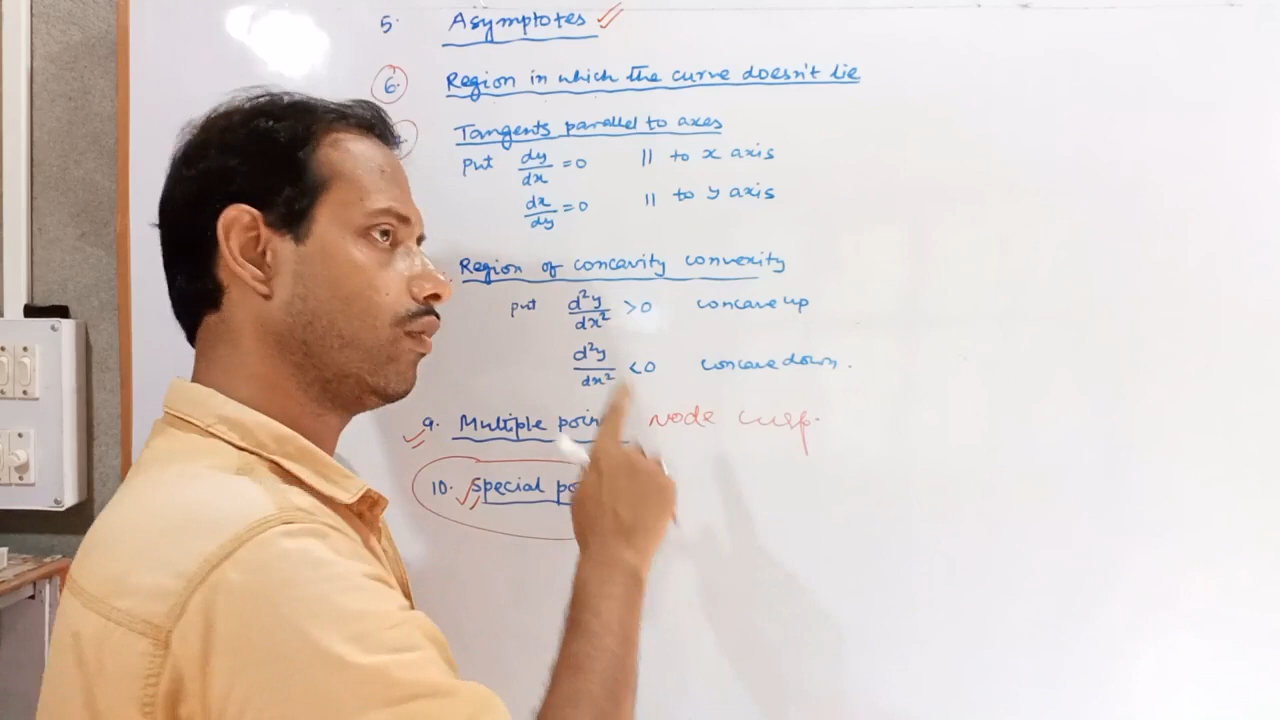 5. Asymptotes
6. Region in which the curve doesn't lie
Tangents parallel to axes
put dy/dx = 0 || to x axis
dx/dy = 0 || to y axis
Region of concavity convexity
put d²y/dx² > 0 concave up
d²y/dx² < 0 concave down.
9. Multiple poin Node cusp.
10. Special po